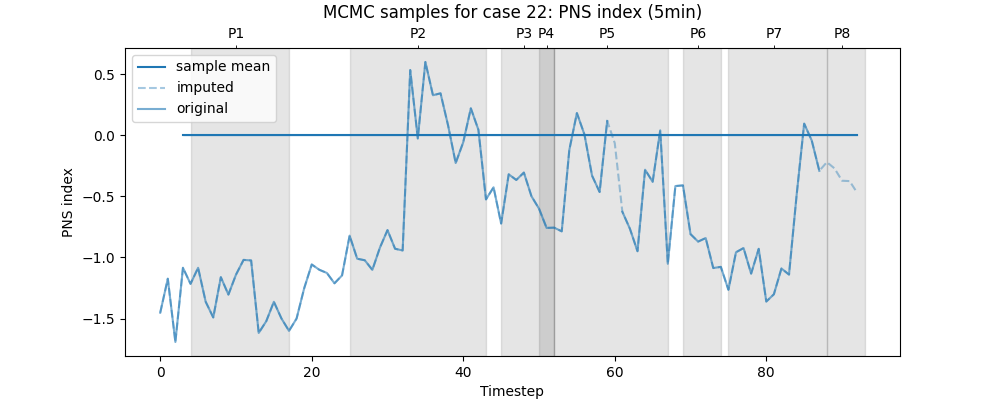 MCMC samples for case 22: PNS index (5min)
P1 P2 P3 P4 P5 P6 P7 P8
sample mean
imputed
original
0.5
0.0
−0.5
−1.0
−1.5
PNS index
0 20 40 60 80
Timestep